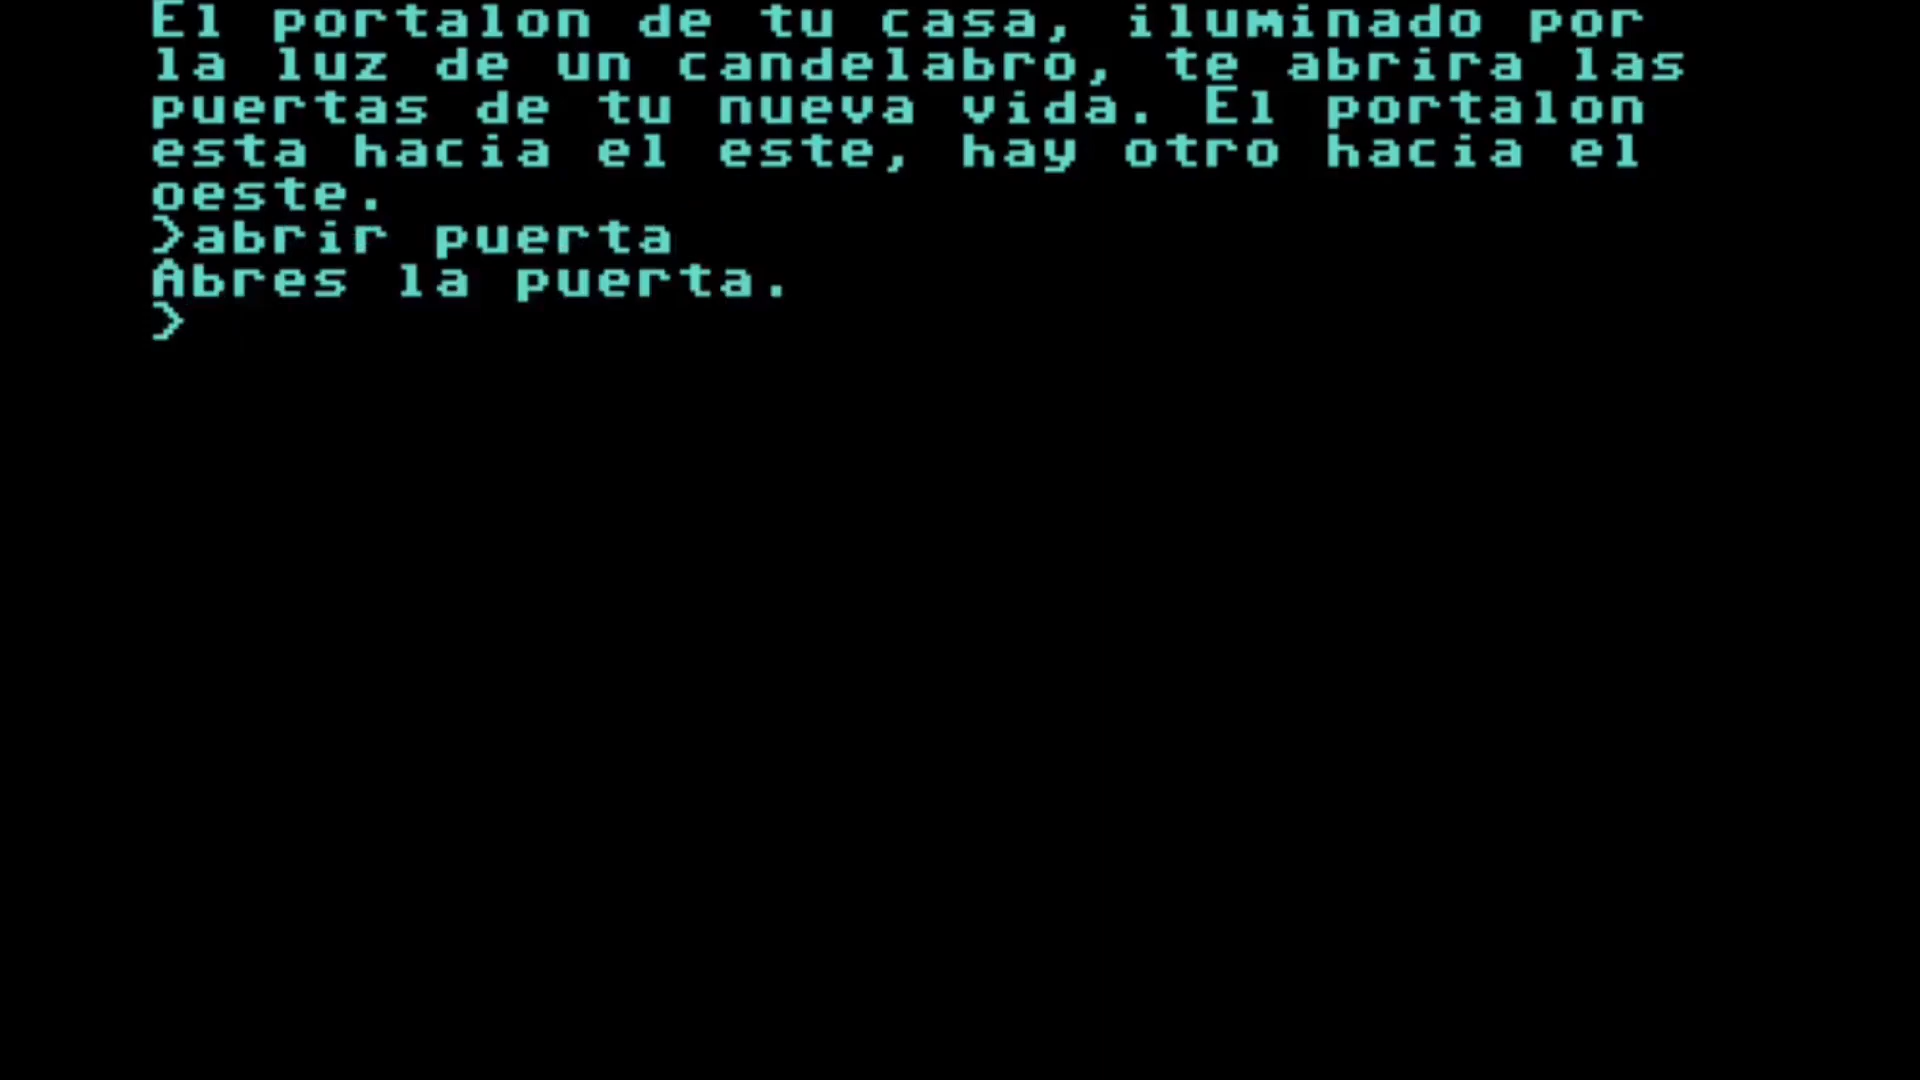 El portalon de tu casa, iluminado por
la luz de un candelabro, te abrira las
puertas de tu nueva vida. El portalon
esta hacia el este, hay otro hacia el
oeste.
>abrir puerta
Abres la puerta.
>